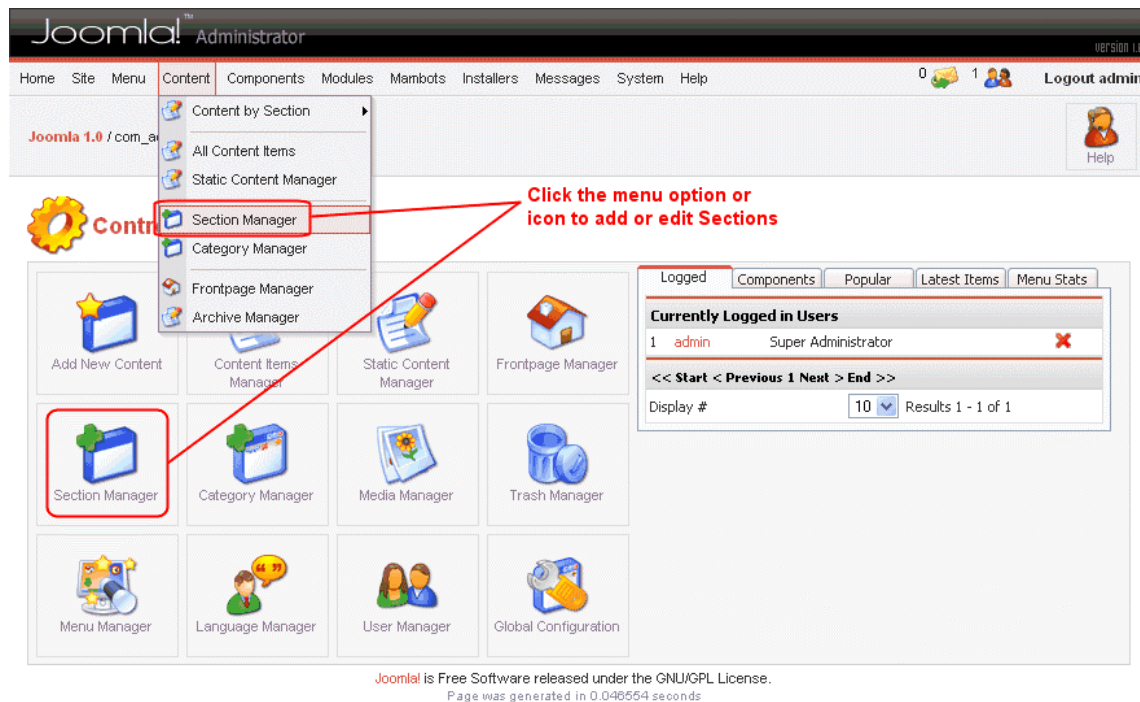 Joomla!™ Administrator
version 1.
Home Site Menu Content Components Modules Mambots Installers Messages System Help 0 1 Logout admin
Content by Section
Joomla 1.0 / com_a
All Content Items
Help
Static Content Manager
Click the menu option or
icon to add or edit Sections
Section Manager
Contr
Category Manager
Frontpage Manager
Archive Manager
Logged Components Popular Latest Items Menu Stats
Currently Logged in Users
1 admin Super Administrator
<< Start < Previous 1 Next > End >>
Display # 10 Results 1 - 1 of 1
Add New Content
Content Items
Manager
Static Content
Manager
Frontpage Manager
Section Manager
Category Manager
Media Manager
Trash Manager
Menu Manager
Language Manager
User Manager
Global Configuration
Joomla! is Free Software released under the GNU/GPL License.
Page was generated in 0.046554 seconds